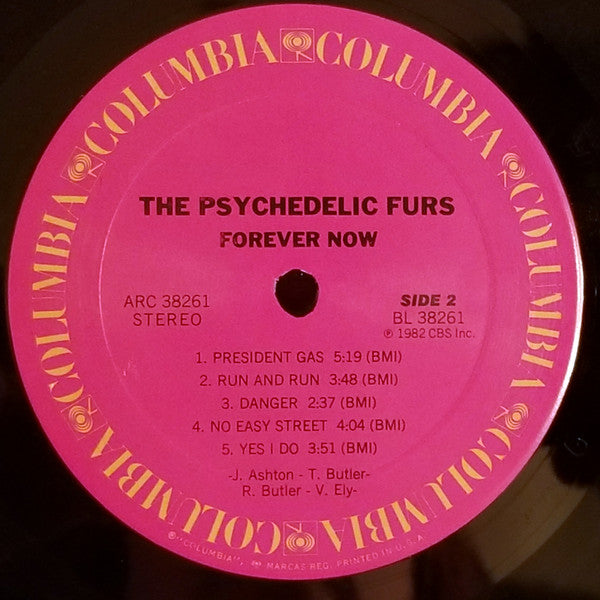 COLUMBIA COLUMBIA COLUMBIA COLUMBIA COLUMBIA COLUMBIA COLUMBIA COLUMBIA
THE PSYCHEDELIC FURS
FOREVER NOW
ARC 38261
STEREO
SIDE 2
BL 38261
℗ 1982 CBS Inc.
1. PRESIDENT GAS 5:19 (BMI)
2. RUN AND RUN 3:48 (BMI)
3. DANGER 2:37 (BMI)
4. NO EASY STREET 4:04 (BMI)
5. YES I DO 3:51 (BMI)
-J. Ashton - T. Butler-
R. Butler - V. Ely-
®"COLUMBIA", MARCAS REG. PRINTED IN U.S.A.